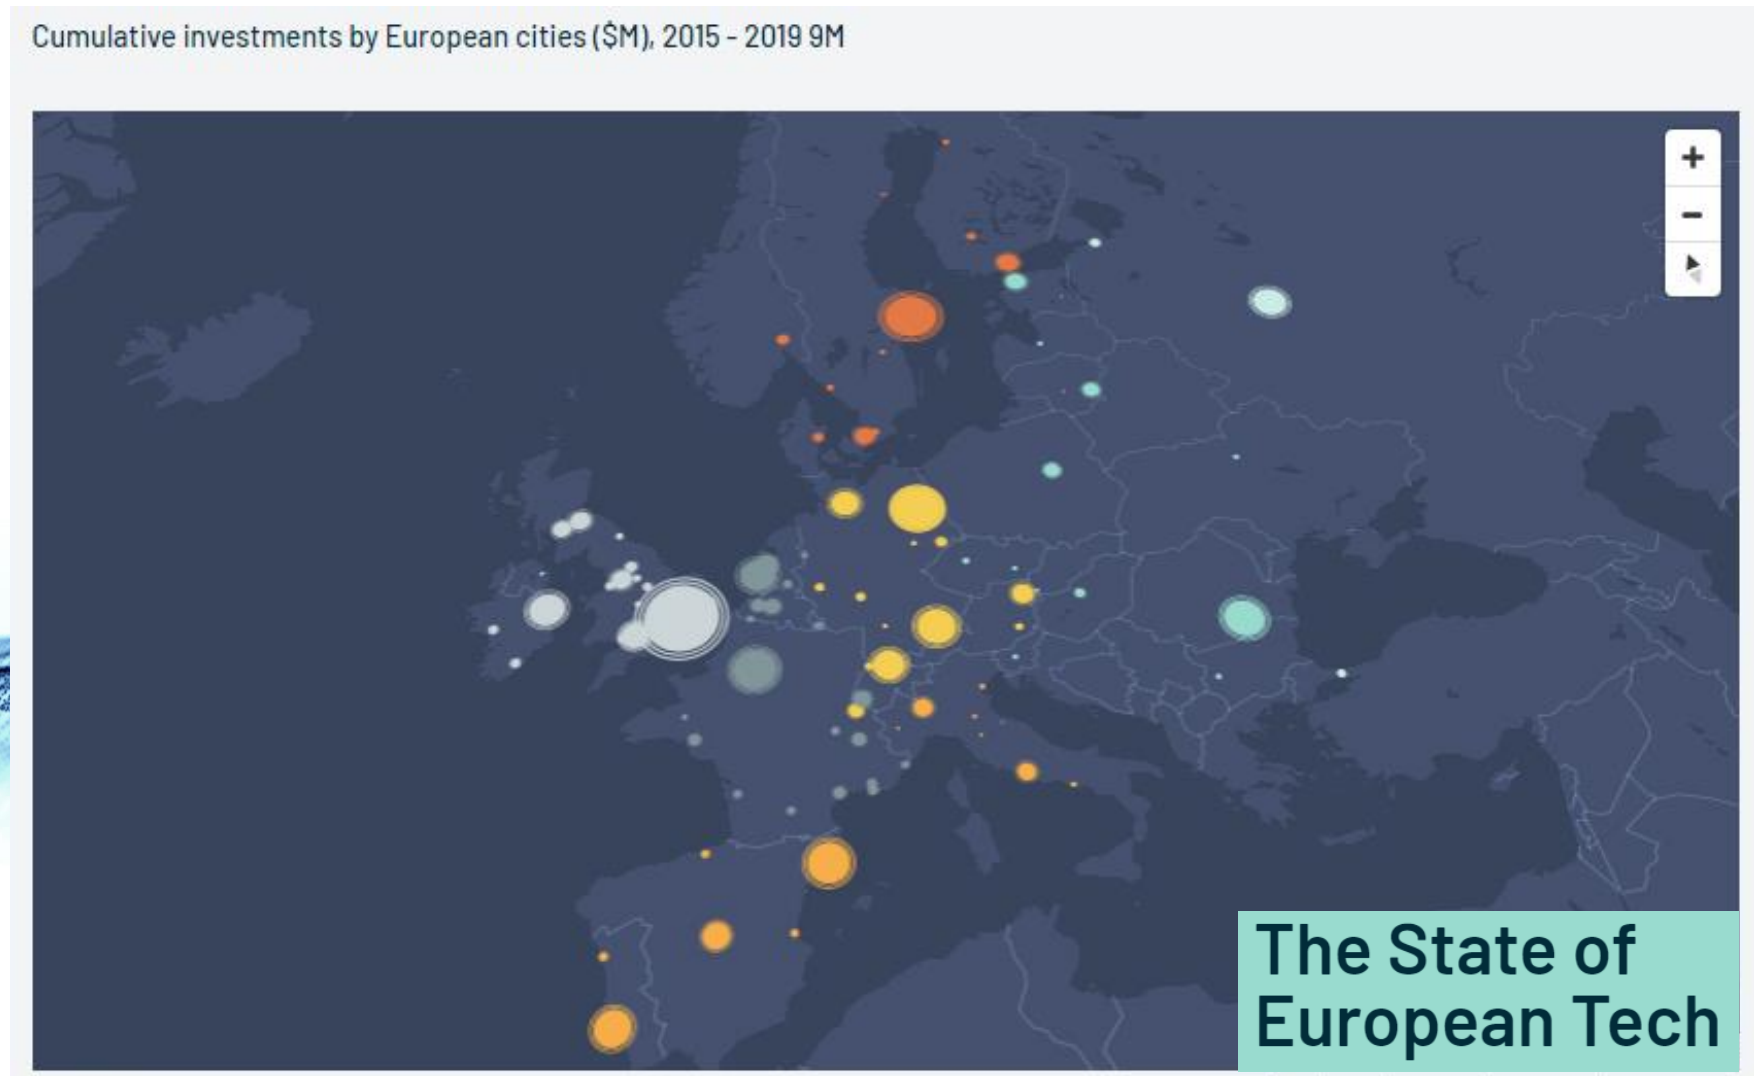 Cumulative investments by European cities ($M), 2015 - 2019 9M
The State of
European Tech